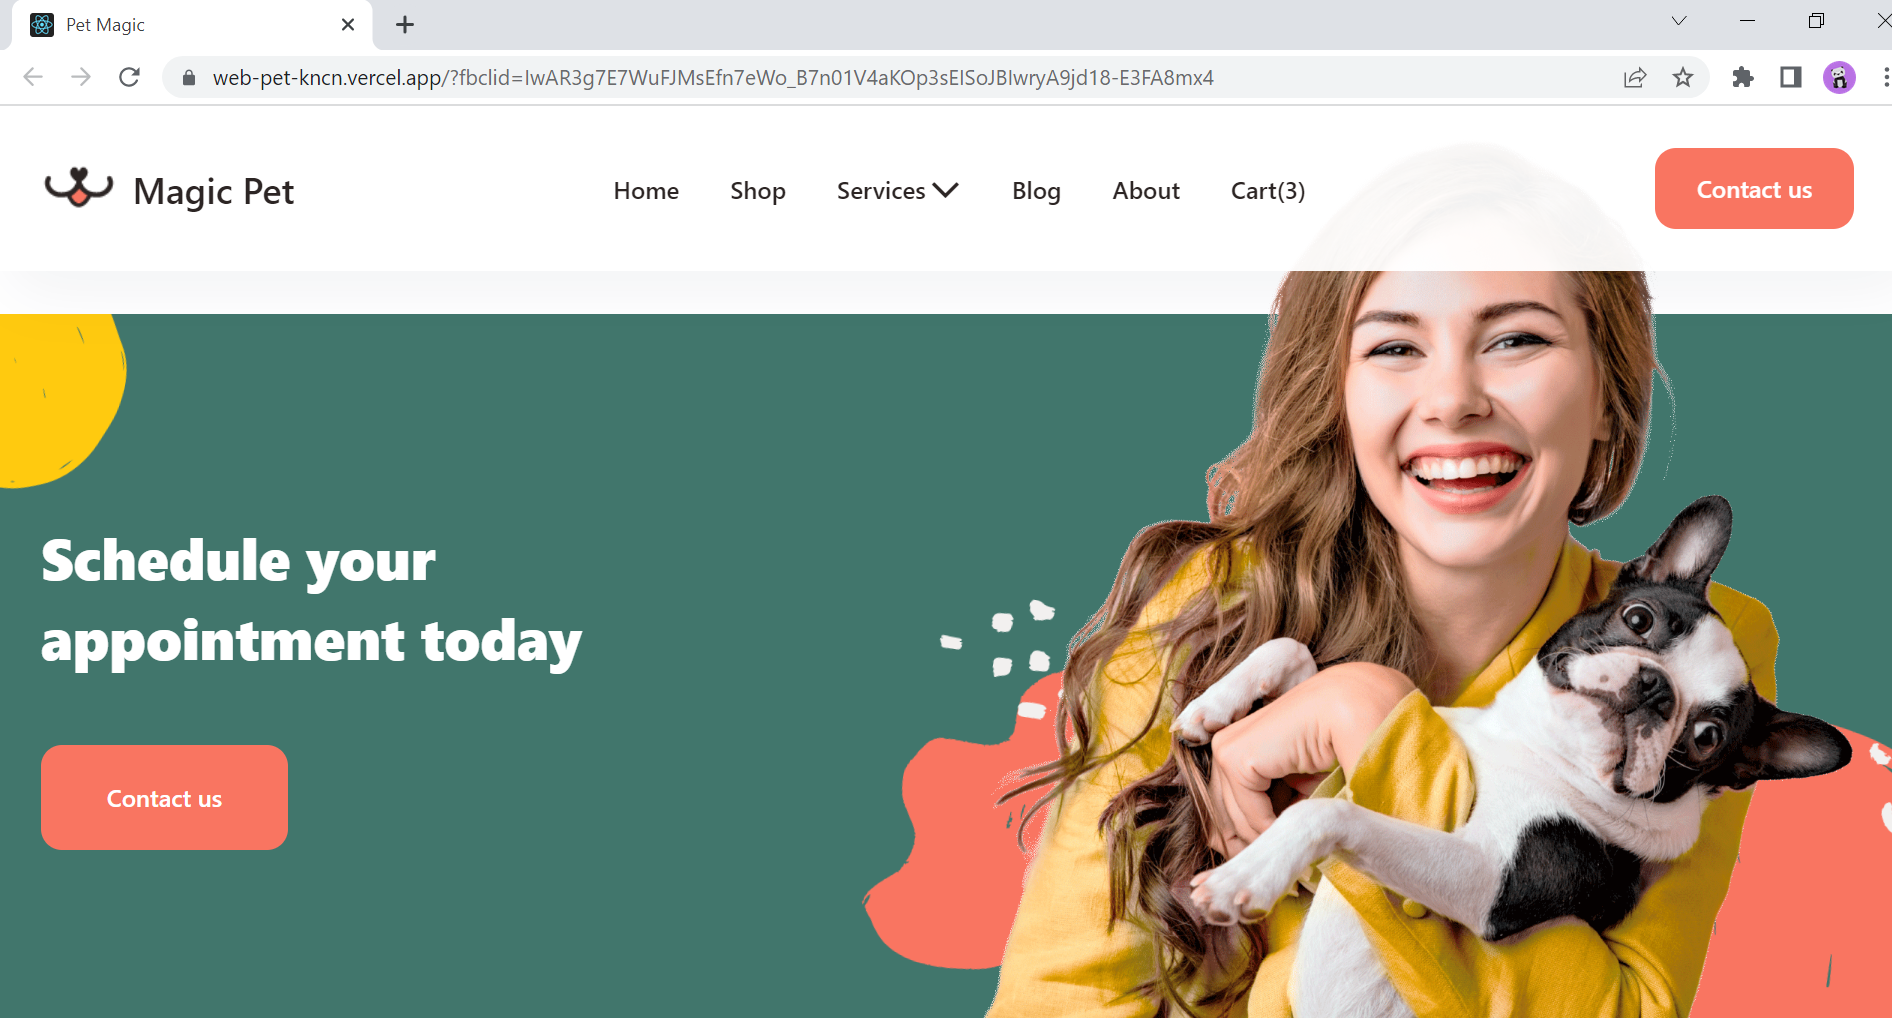 Pet Magic
web-pet-kncn.vercel.app/?fbclid=IwAR3g7E7WuFJMsEfn7eWo_B7n01V4aKOp3sEISoJBIwryA9jd18-E3FA8mx4
Magic Pet
Home Shop Services Blog About Cart(3)
Contact us
Schedule your
appointment today
Contact us